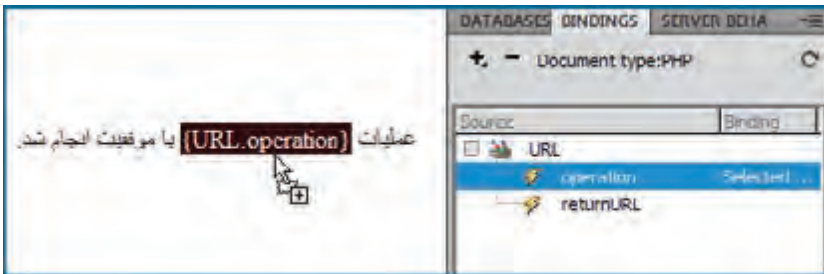 عملیات {URL.operation} با موفقیت انجام شد.
DATABASES BINDINGS SERVER BEHA
+ - Document type:PHP
Source Binding
URL
operation Selected ...
returnURL